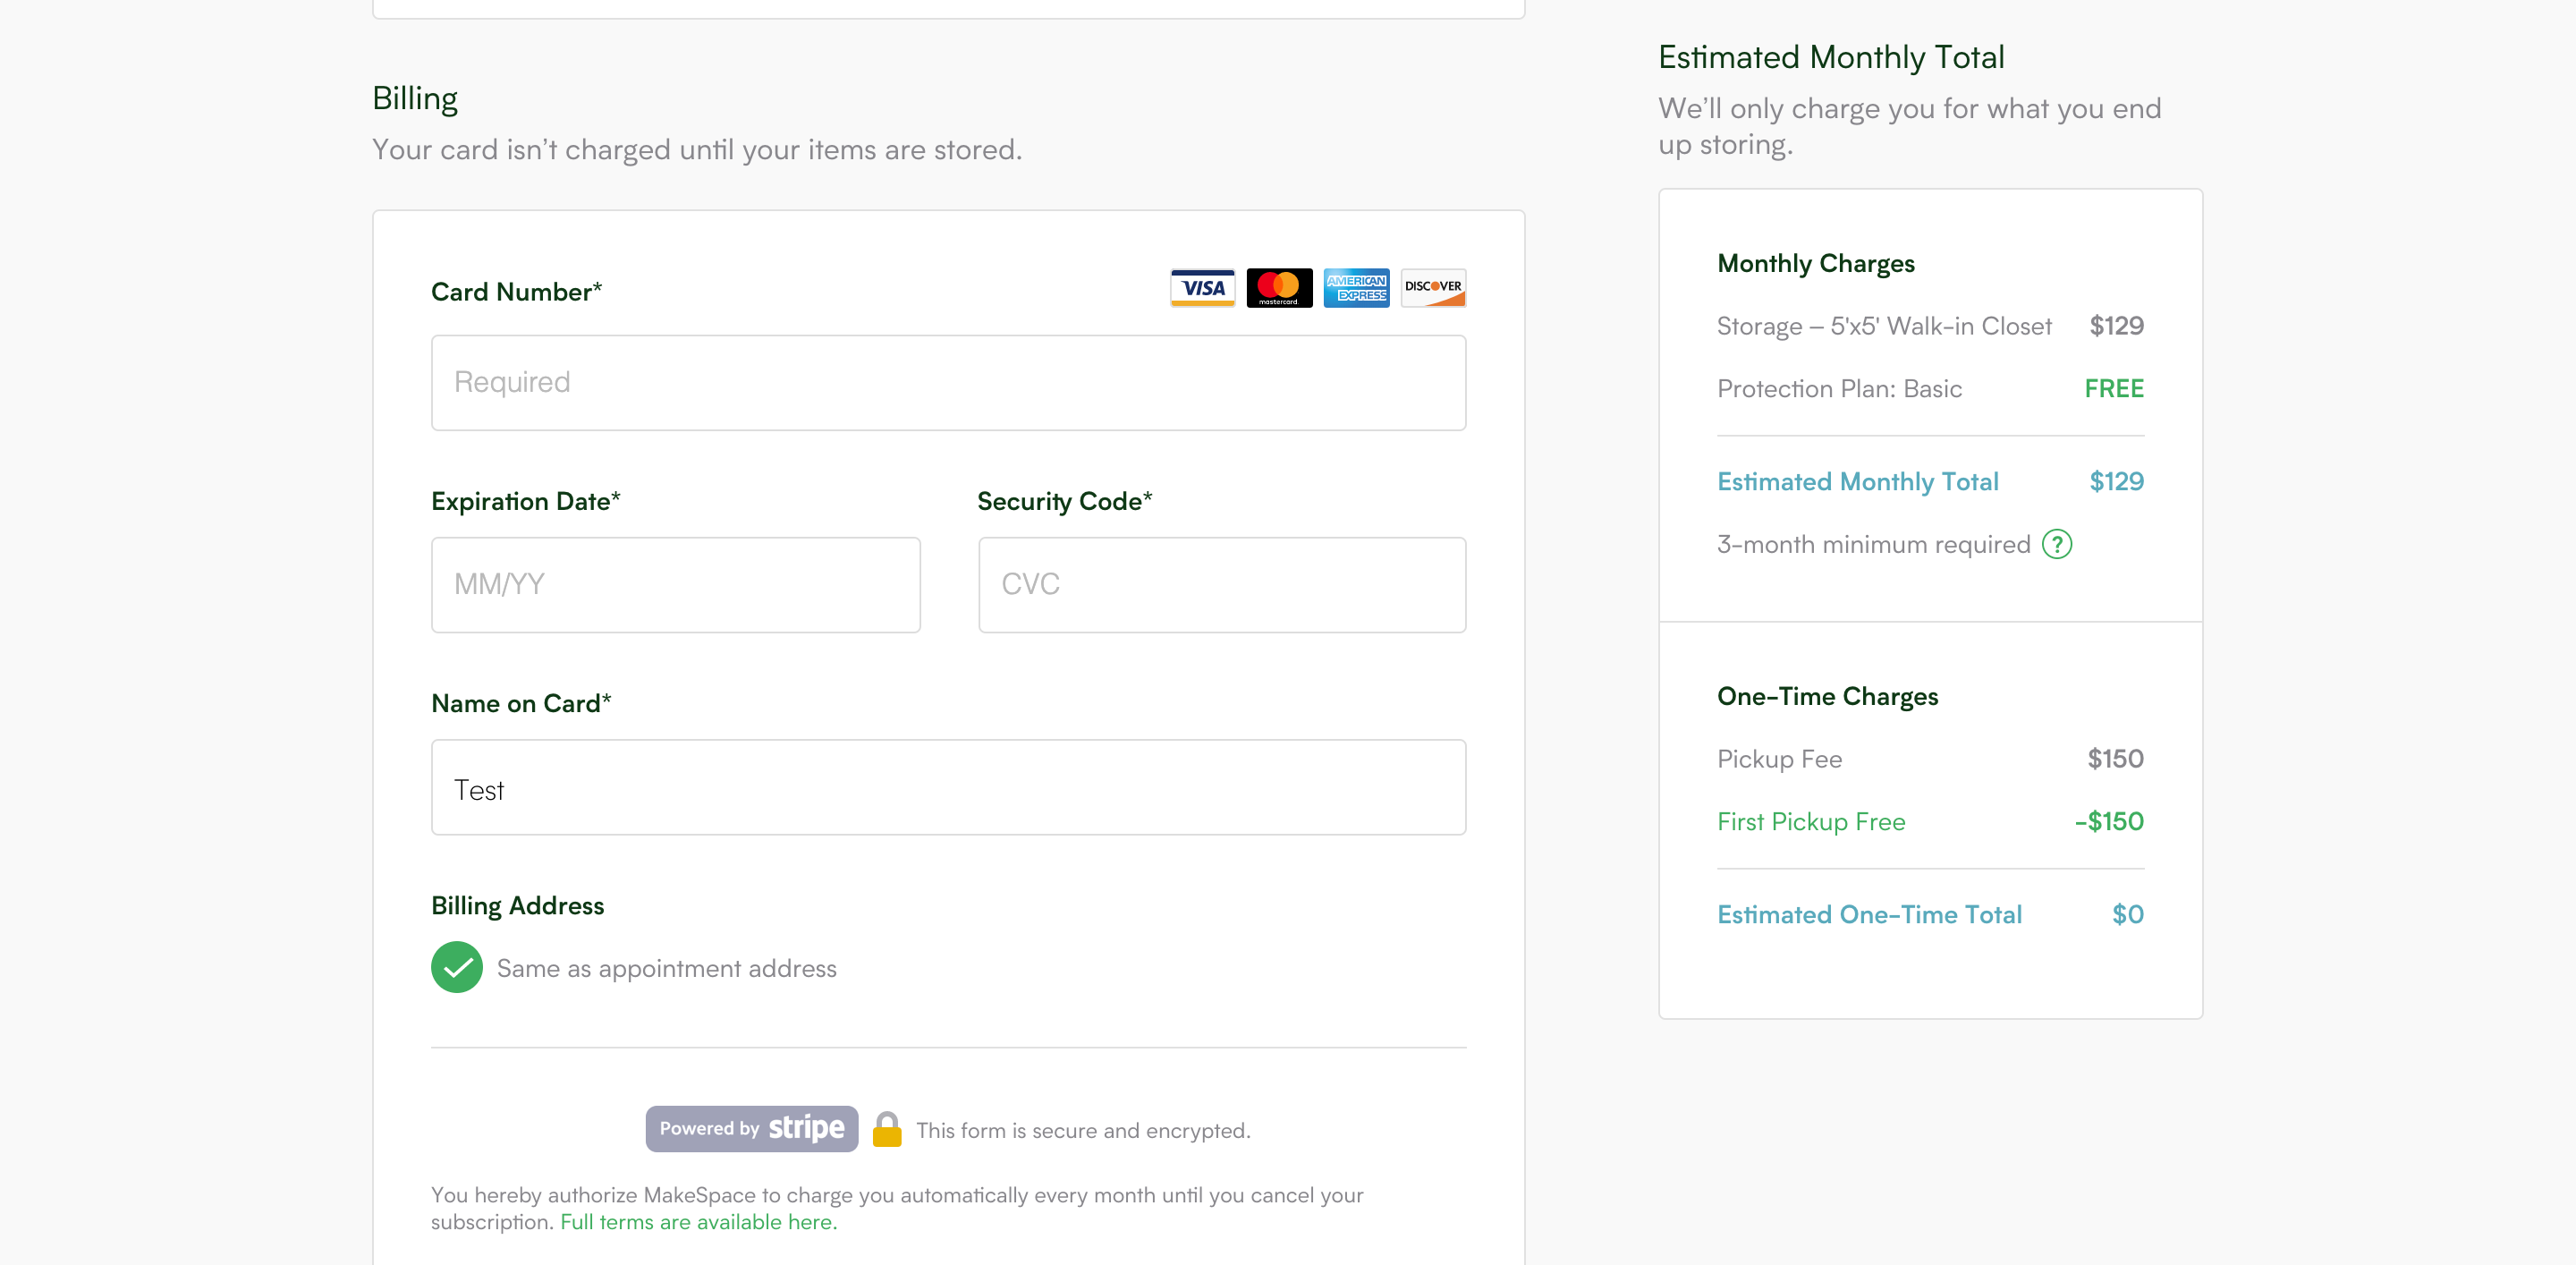 Billing
Your card isn’t charged until your items are stored.
Card Number*
VISA
mastercard
AMERICAN
EXPRESS
DISCOVER
Required
Expiration Date*
Security Code*
MM/YY
CVC
Name on Card*
Test
Billing Address
Same as appointment address
Powered by stripe
This form is secure and encrypted.
You hereby authorize MakeSpace to charge you automatically every month until you cancel your
subscription. Full terms are available here.
Estimated Monthly Total
We’ll only charge you for what you end
up storing.
Monthly Charges
Storage – 5'x5' Walk-in Closet $129
Protection Plan: Basic FREE
Estimated Monthly Total $129
3-month minimum required ?
One-Time Charges
Pickup Fee $150
First Pickup Free -$150
Estimated One-Time Total $0